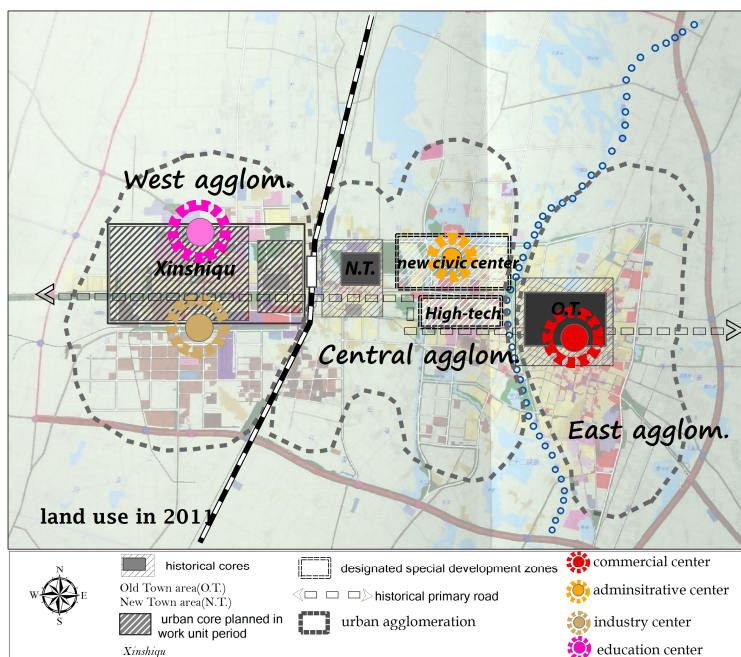 West agglom.
Xinshiqu
N.T.
new civic center
High-tech
O.T.
Central agglom.
East agglom.
land use in 2011
N
W
E
S
historical cores
Old Town area(O.T.)
New Town area(N.T.)
urban core planned in
work unit period
Xinshiqu
designated special development zones
historical primary road
urban agglomeration
commercial center
adminsitrative center
industry center
education center